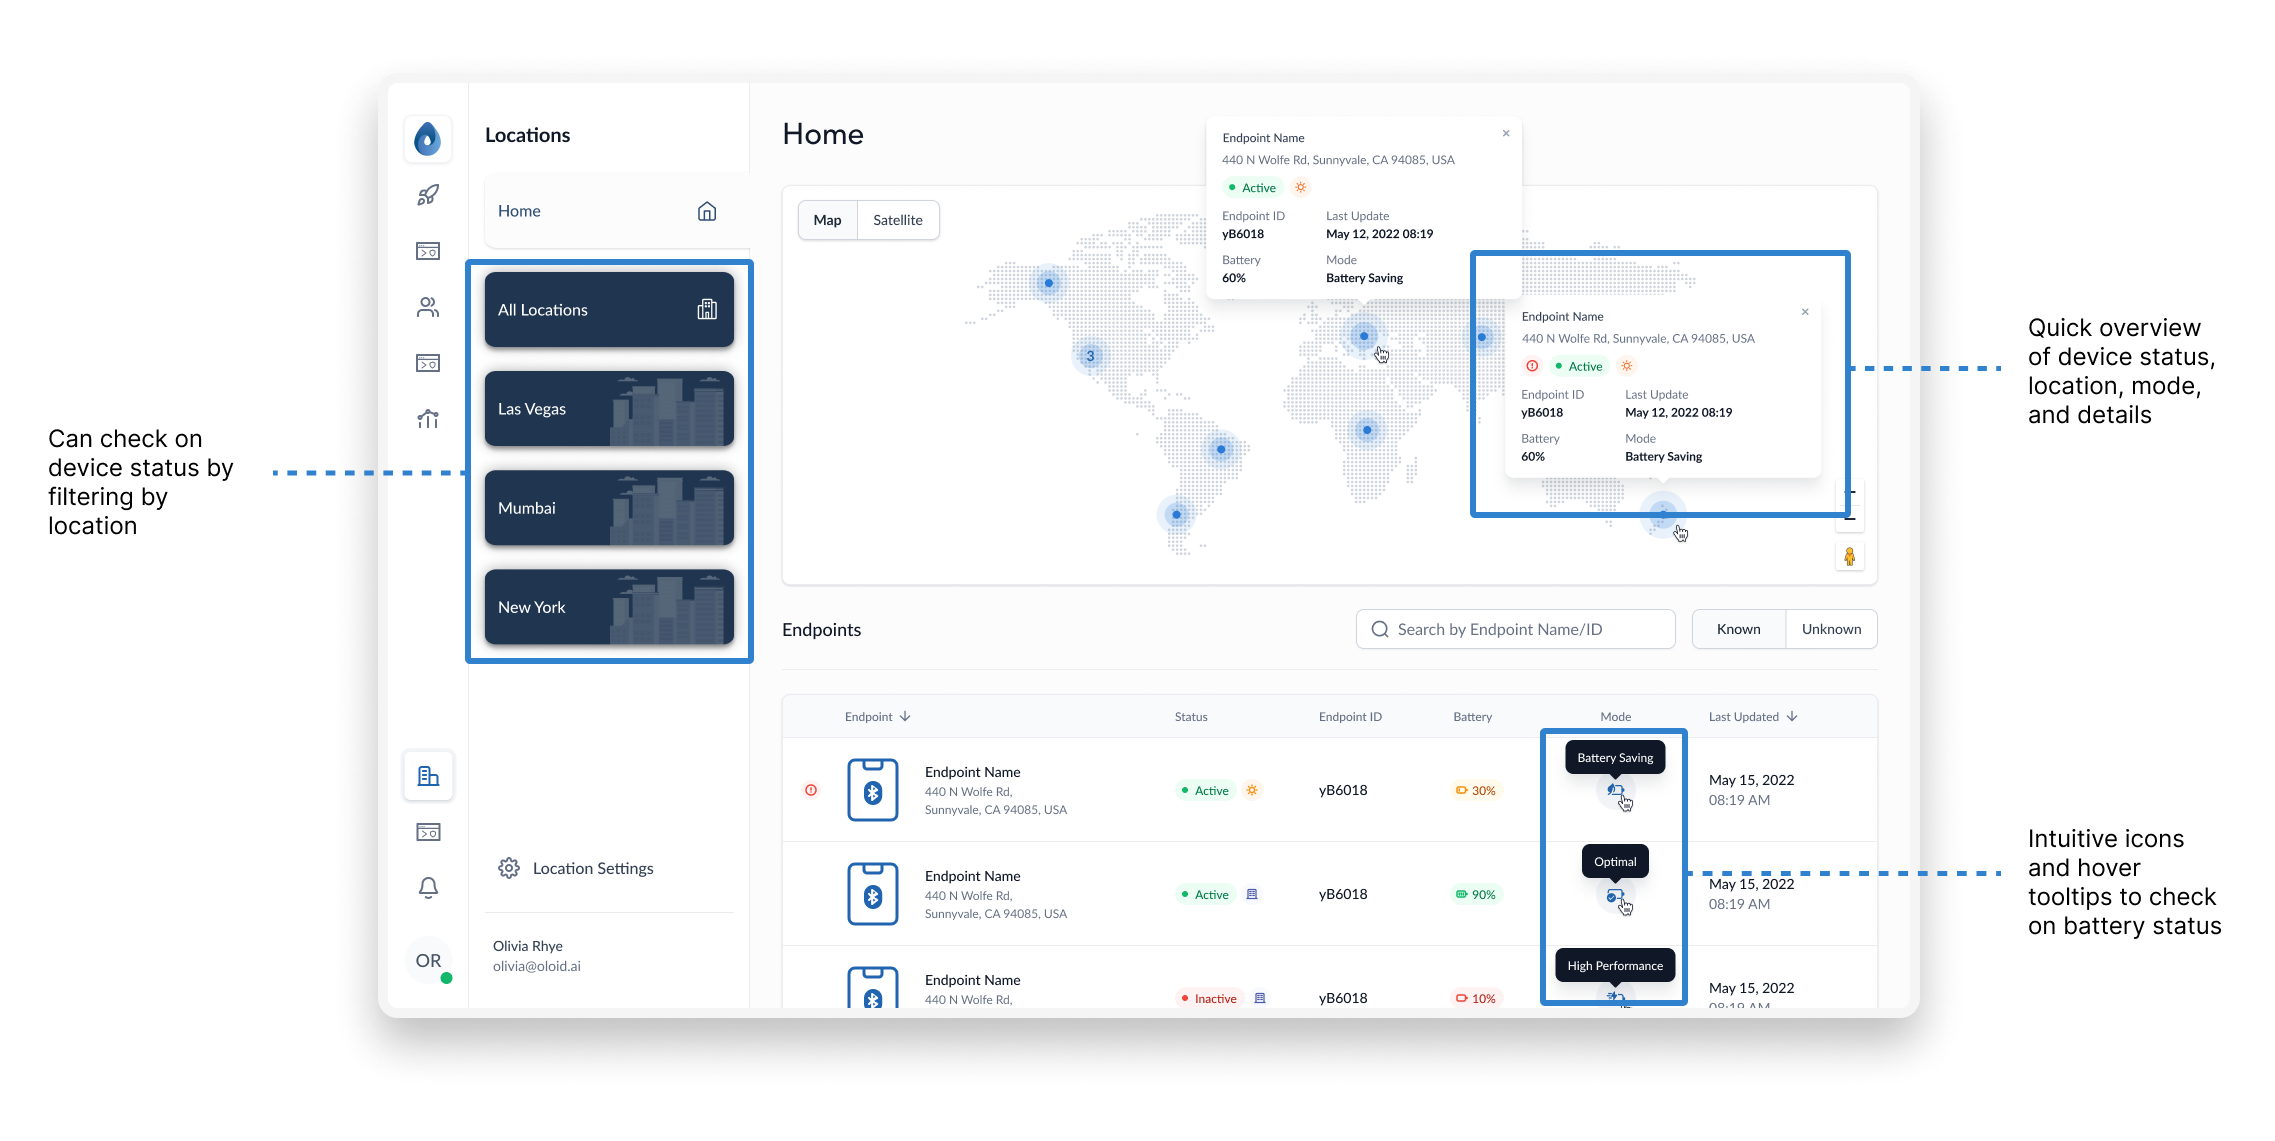 Can check on
device status by
filtering by
location
Locations
Home
All Locations
Las Vegas
Mumbai
New York
Location Settings
OR
Olivia Rhye
olivia@oloid.ai
Home
Map
Satellite
3
Endpoint Name
440 N Wolfe Rd, Sunnyvale, CA 94085, USA
Active
Endpoint ID
Last Update
yB6018
May 12, 2022 08:19
Battery
Mode
60%
Battery Saving
Endpoint Name
440 N Wolfe Rd, Sunnyvale, CA 94085, USA
Active
Endpoint ID
Last Update
yB6018
May 12, 2022 08:19
Battery
Mode
60%
Battery Saving
Endpoints
Search by Endpoint Name/ID
Known
Unknown
Endpoint
Status
Endpoint ID
Battery
Mode
Last Updated
Endpoint Name
440 N Wolfe Rd,
Sunnyvale, CA 94085, USA
Active
yB6018
30%
Battery Saving
May 15, 2022
08:19 AM
Endpoint Name
440 N Wolfe Rd,
Sunnyvale, CA 94085, USA
Active
yB6018
90%
Optimal
May 15, 2022
08:19 AM
Endpoint Name
440 N Wolfe Rd,
Inactive
yB6018
10%
High Performance
May 15, 2022
08:19 AM
Quick overview
of device status,
location, mode,
and details
Intuitive icons
and hover
tooltips to check
on battery status